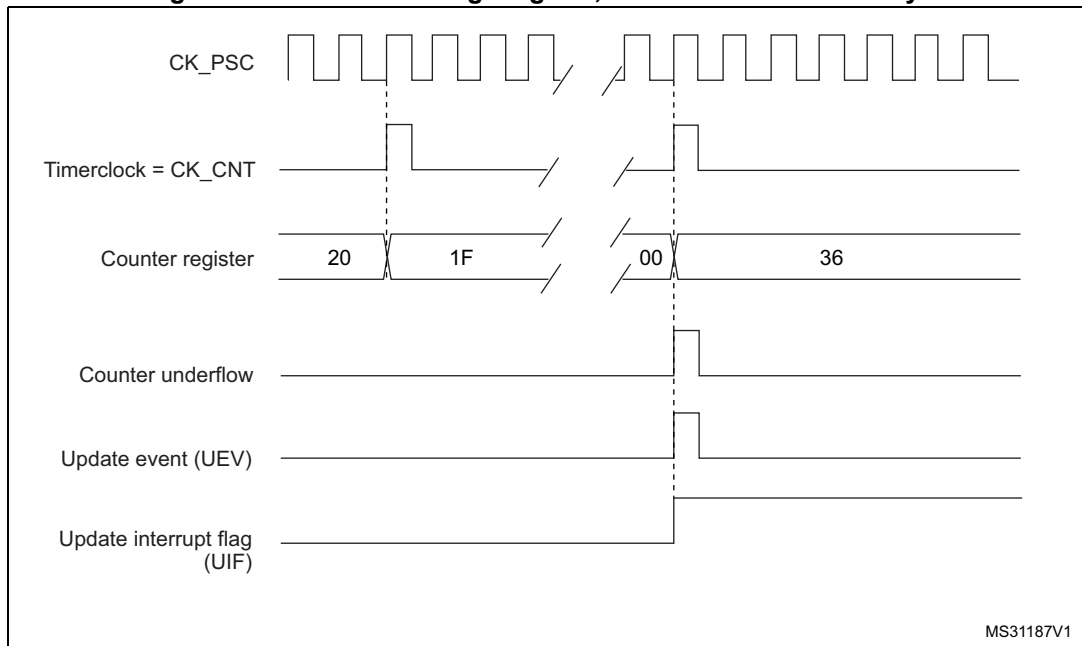 CK_PSC
Timerclock = CK_CNT
Counter register
20
1F
00
36
Counter underflow
Update event (UEV)
Update interrupt flag
(UIF)
MS31187V1